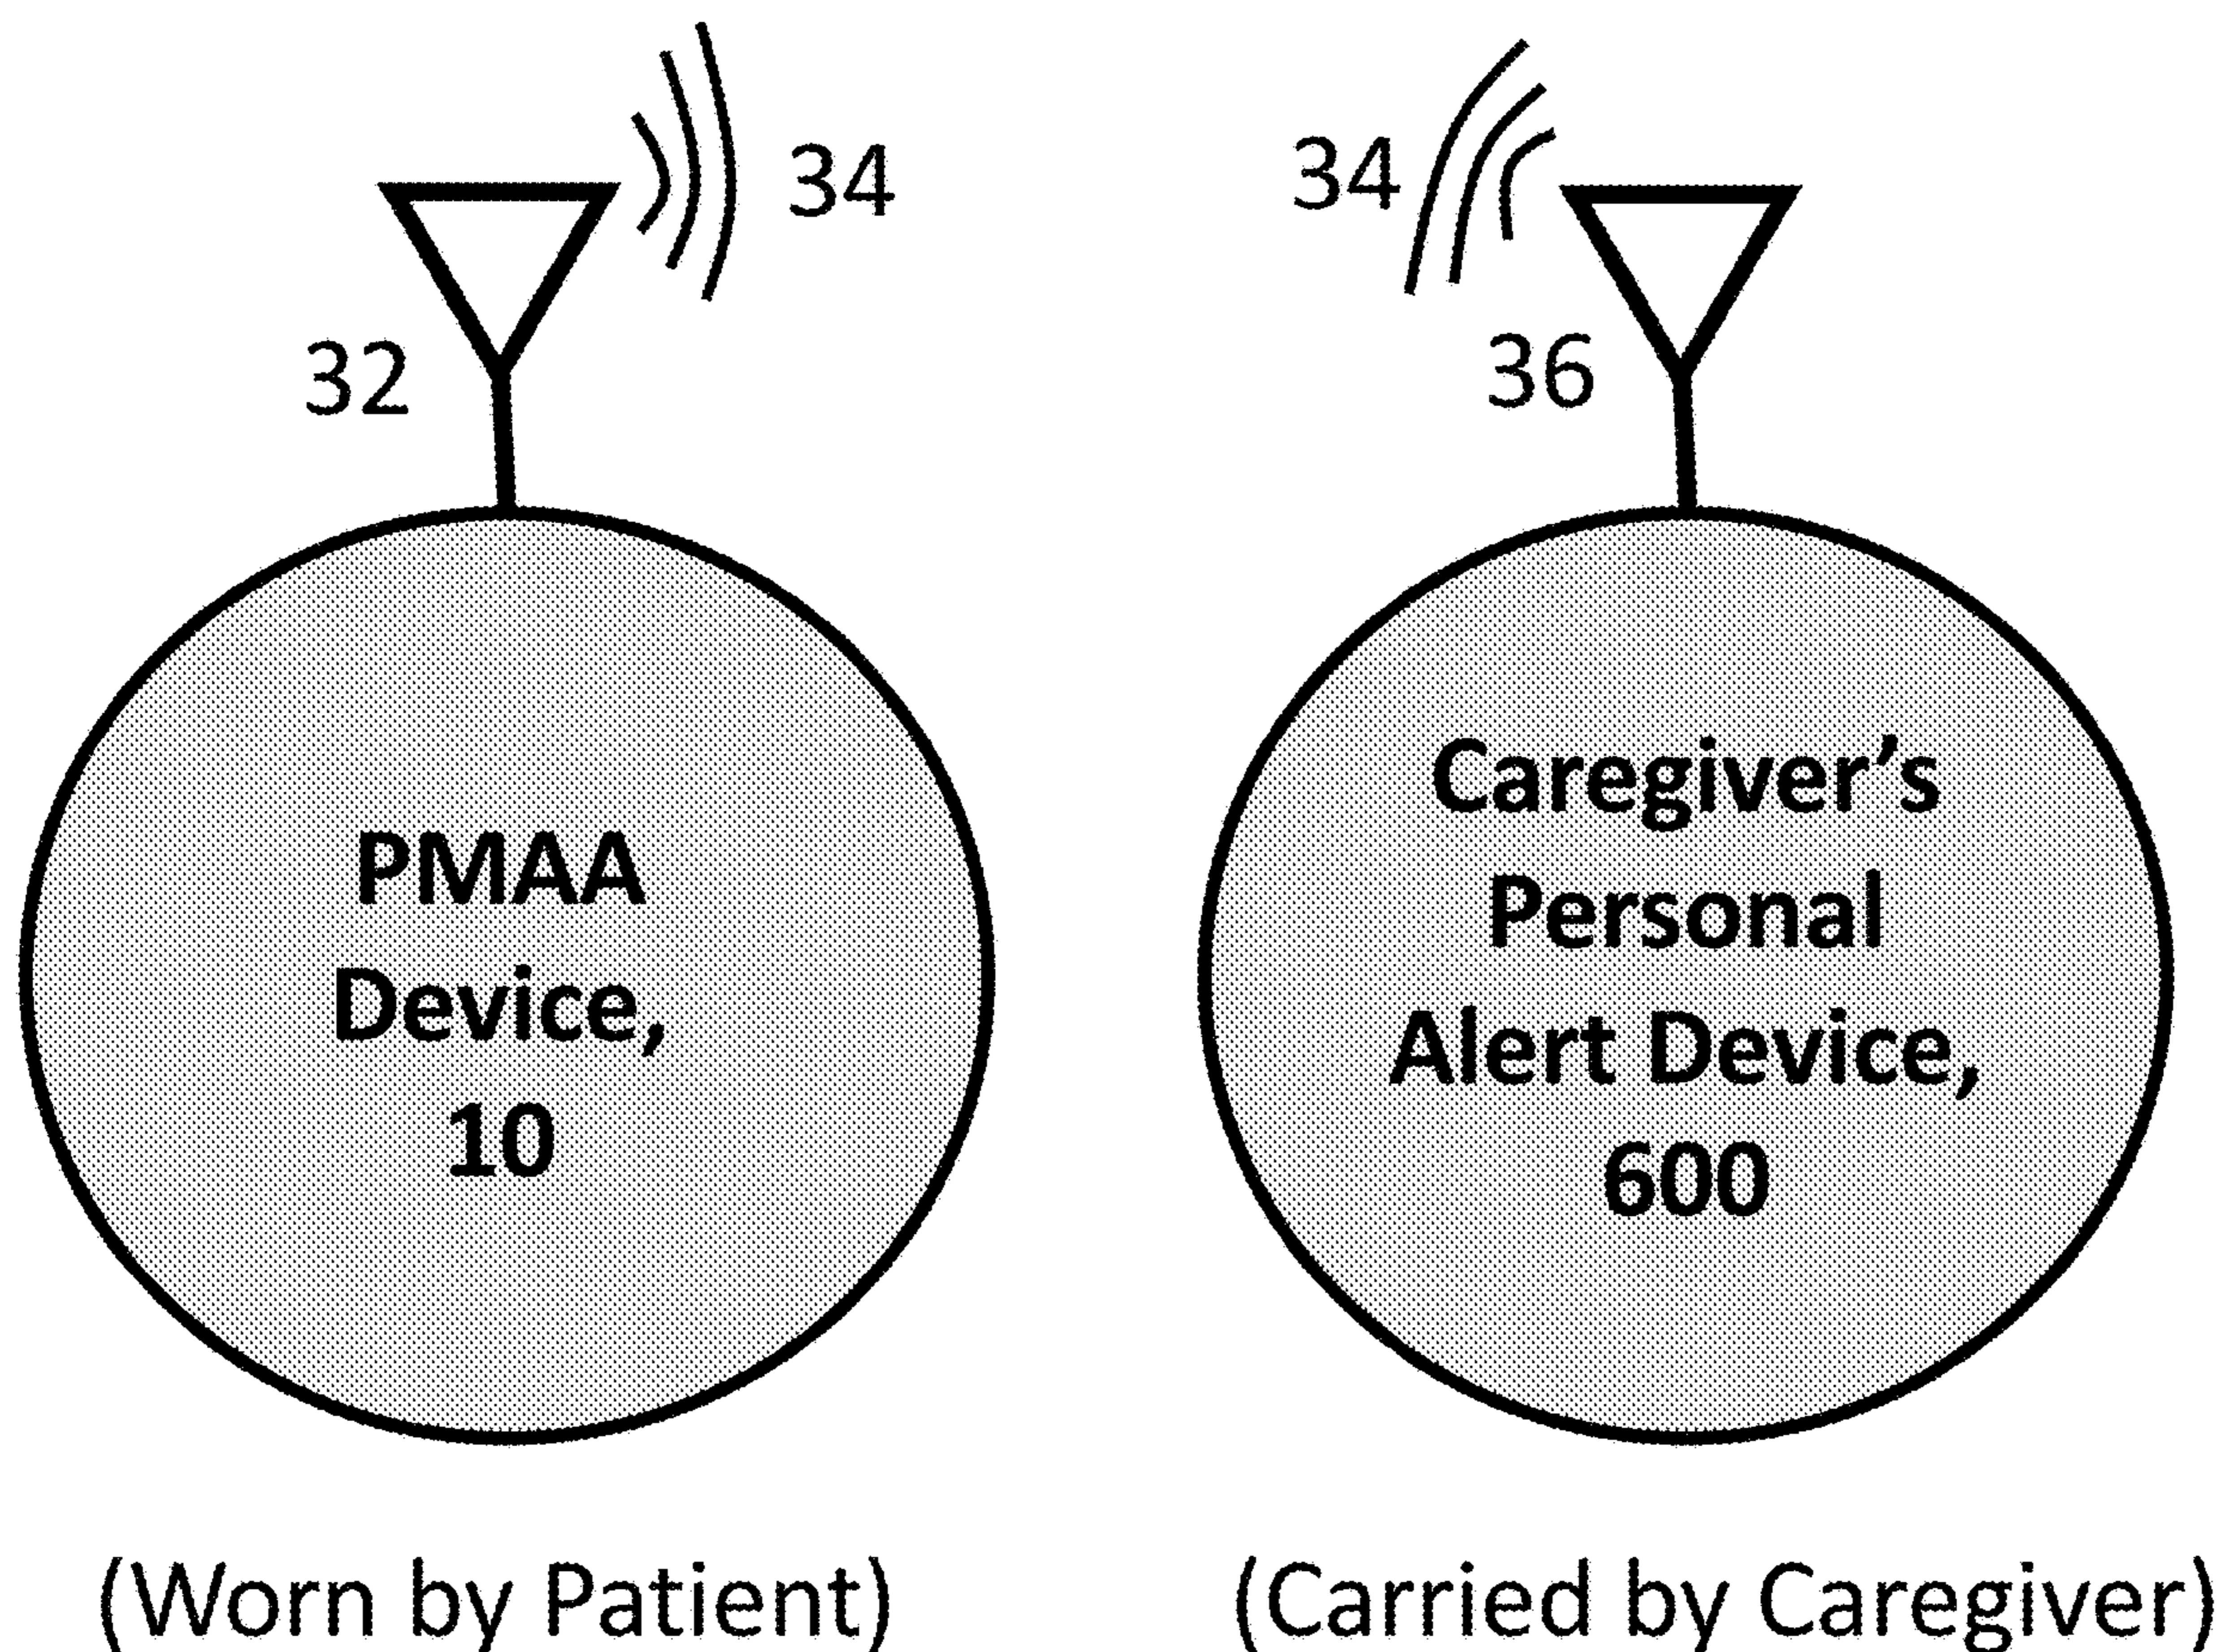 34
34
32
36
PMAA
Device,
10
Caregiver’s
Personal
Alert Device,
600
(Worn by Patient)
(Carried by Caregiver)